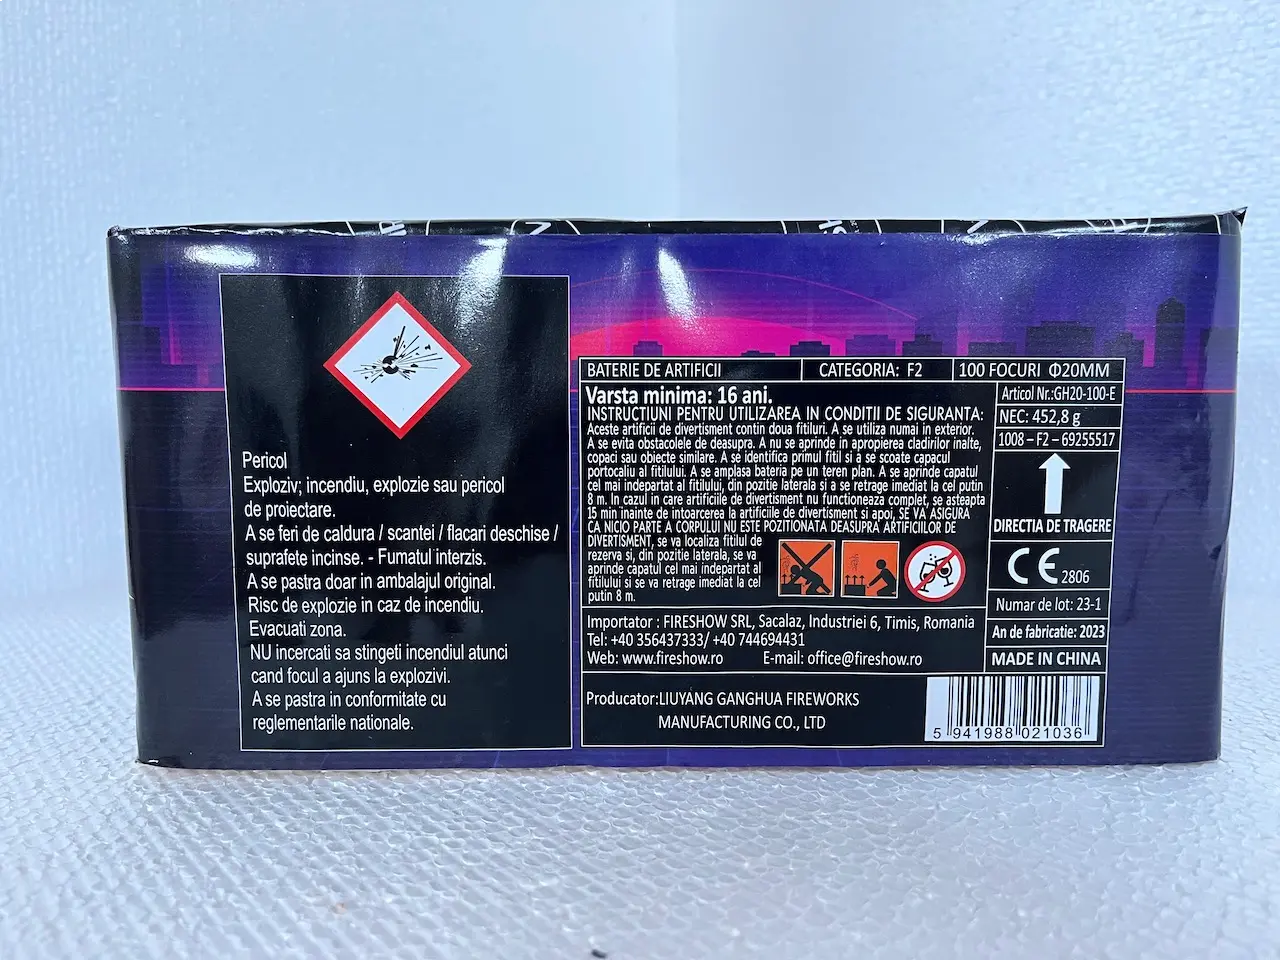 Pericol
Exploziv; incendiu, explozie sau pericol
de proiectare.
A se feri de caldura / scantei / flacari deschise /
suprafete incinse. - Fumatul interzis.
A se pastra doar in ambalajul original.
Risc de explozie in caz de incendiu.
Evacuati zona.
NU incercati sa stingeti incendiul atunci
cand focul a ajuns la explozivi.
A se pastra in conformitate cu
reglementarile nationale.
BATERIE DE ARTIFICII
CATEGORIA: F2
100 FOCURI Φ20MM
Varsta minima: 16 ani.
INSTRUCTIUNI PENTRU UTILIZAREA IN CONDITII DE SIGURANTA:
Aceste artificii de divertisment contin doua fitiluri. A se utiliza numai in exterior.
A se evita obstacolele de deasupra. A nu se aprinde in apropierea cladirilor inalte,
copaci sau obiecte similare. A se identifica primul fitil si a se scoate capacul
portocaliu al fitilului. A se amplasa bateria pe un teren plan. A se aprinde capatul
cel mai indepartat al fitilului, din pozitie laterala si a se retrage imediat la cel putin
8 m. In cazul in care artificiile de divertisment nu functioneaza complet, se asteapta
15 min inainte de intoarcerea la artificiile de divertisment si apoi, SE VA ASIGURA
CA NICIO PARTE A CORPULUI NU ESTE POZITIONATA DEASUPRA ARTIFICIILOR DE
DIVERTISMENT, se va localiza fitilul de
rezerva si, din pozitie laterala, se va
aprinde capatul cel mai indepartat al
fitilului si se va retrage imediat la cel
putin 8 m.
Articol Nr.:GH20-100-E
NEC: 452,8 g
1008 – F2 – 69255517
DIRECTIA DE TRAGERE
CE 2806
Numar de lot: 23-1
An de fabricatie: 2023
MADE IN CHINA
Importator : FIRESHOW SRL, Sacalaz, Industriei 6, Timis, Romania
Tel: +40 356437333/ +40 744694431
Web: www.fireshow.ro E-mail: office@fireshow.ro
Producator:LIUYANG GANGHUA FIREWORKS
MANUFACTURING CO., LTD
5 941988 021036